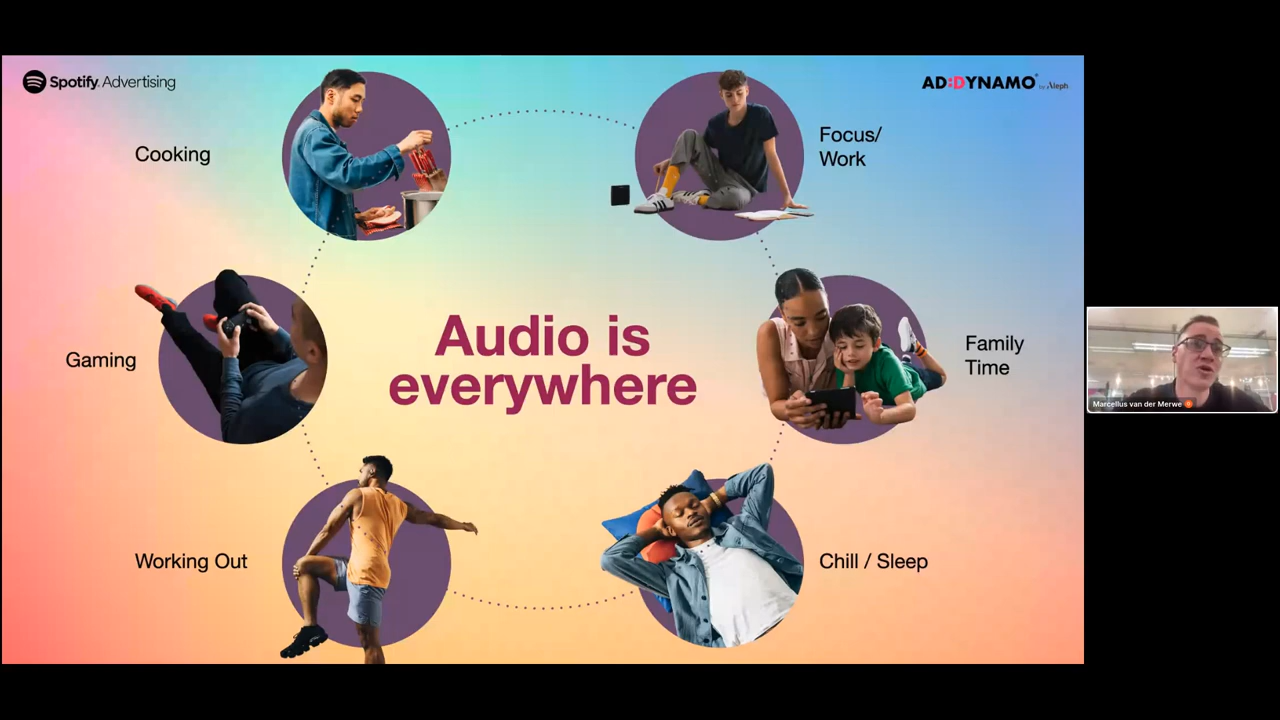 Spotify Advertising
AD:DYNAMO by Aleph
Cooking
Focus/
Work
Gaming
Audio is
everywhere
Family
Time
Working Out
Chill / Sleep
Marcellus van der Merwe